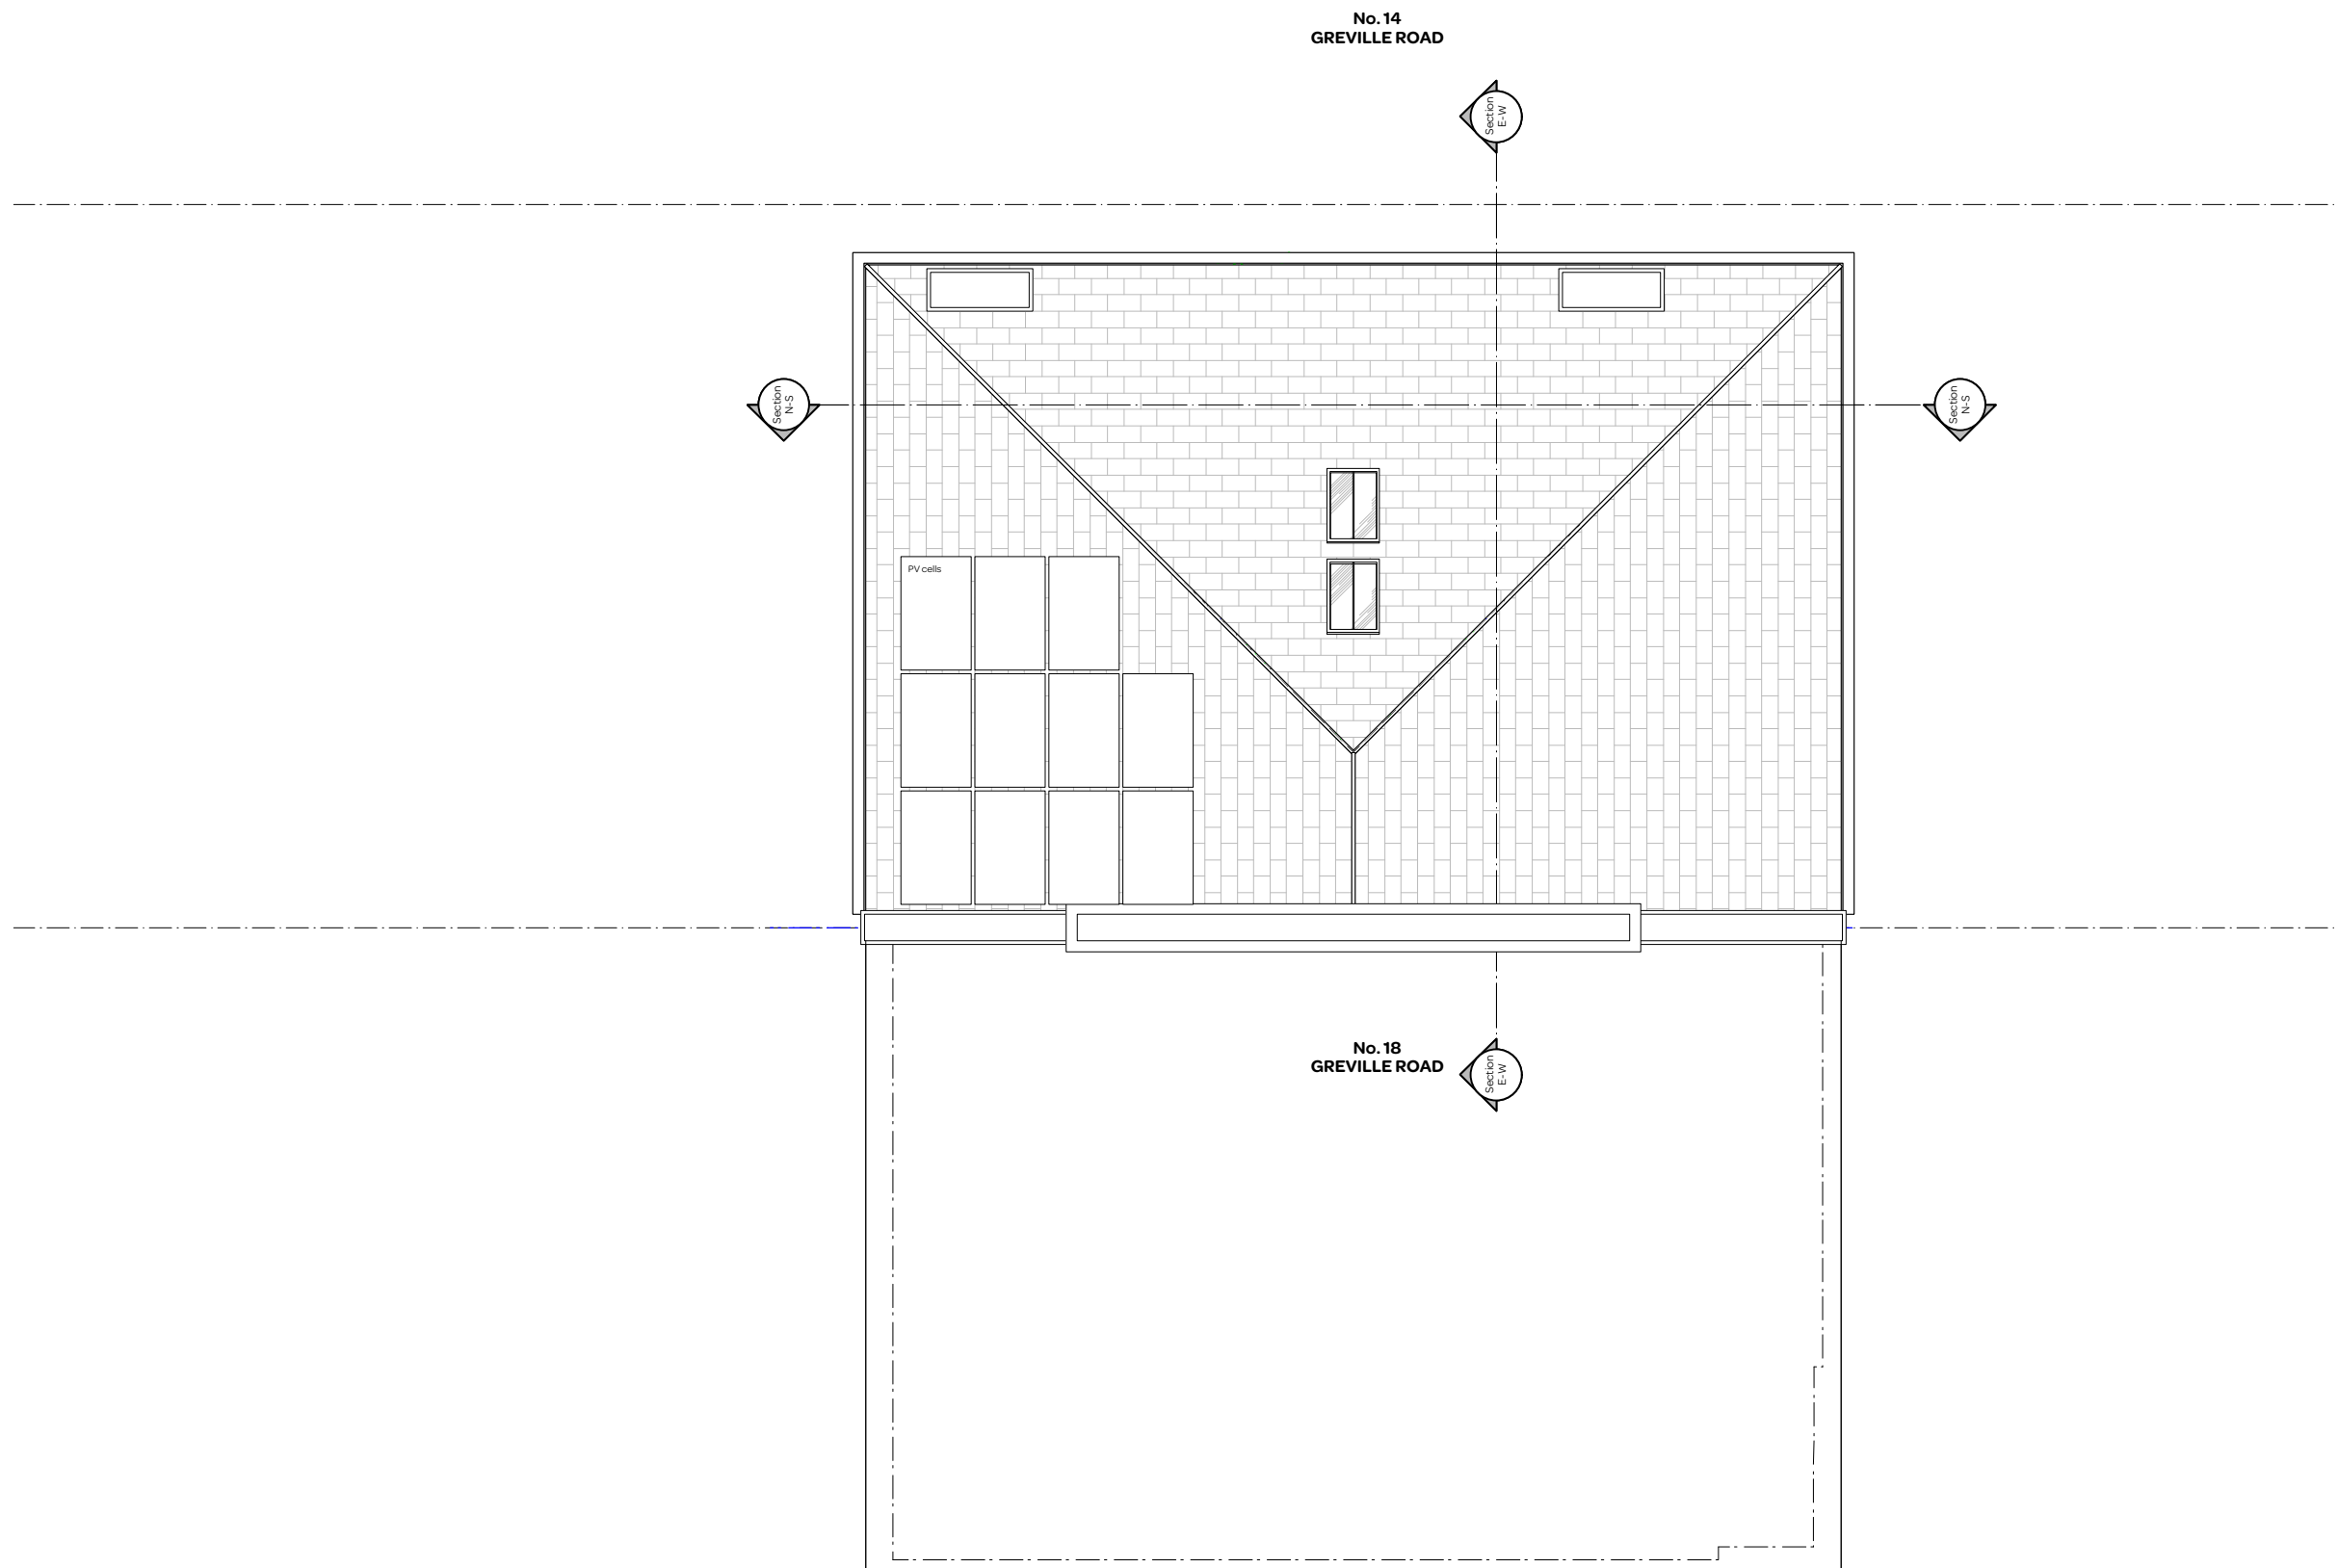 No. 14
GREVILLE ROAD
Section
E-W
Section
N-S
Section
N-S
PV cells
No. 18
GREVILLE ROAD
Section
E-W